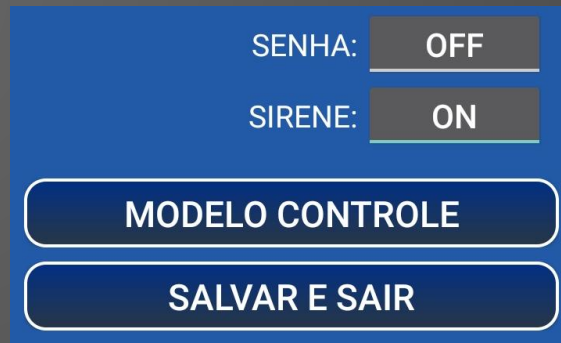 SENHA: OFF
SIRENE: ON
MODELO CONTROLE
SALVAR E SAIR